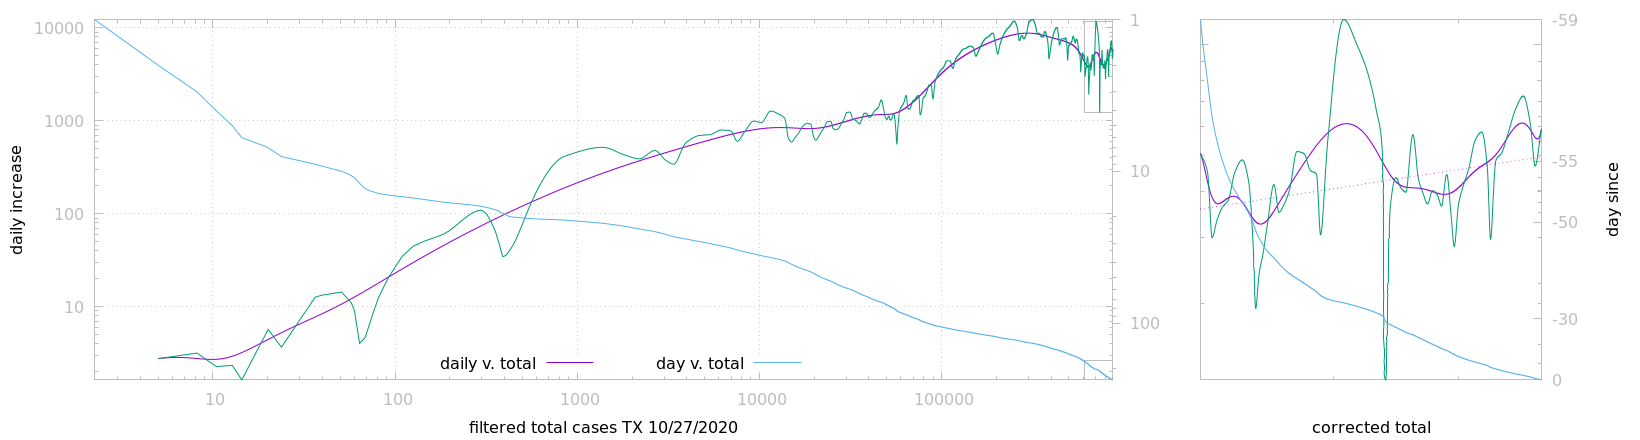 10000
1000
100
10
daily increase
10
100
1000
10000
100000
filtered total cases TX 10/27/2020
daily v. total
day v. total
1
10
100
-59
-55
-50
-30
0
day since
corrected total